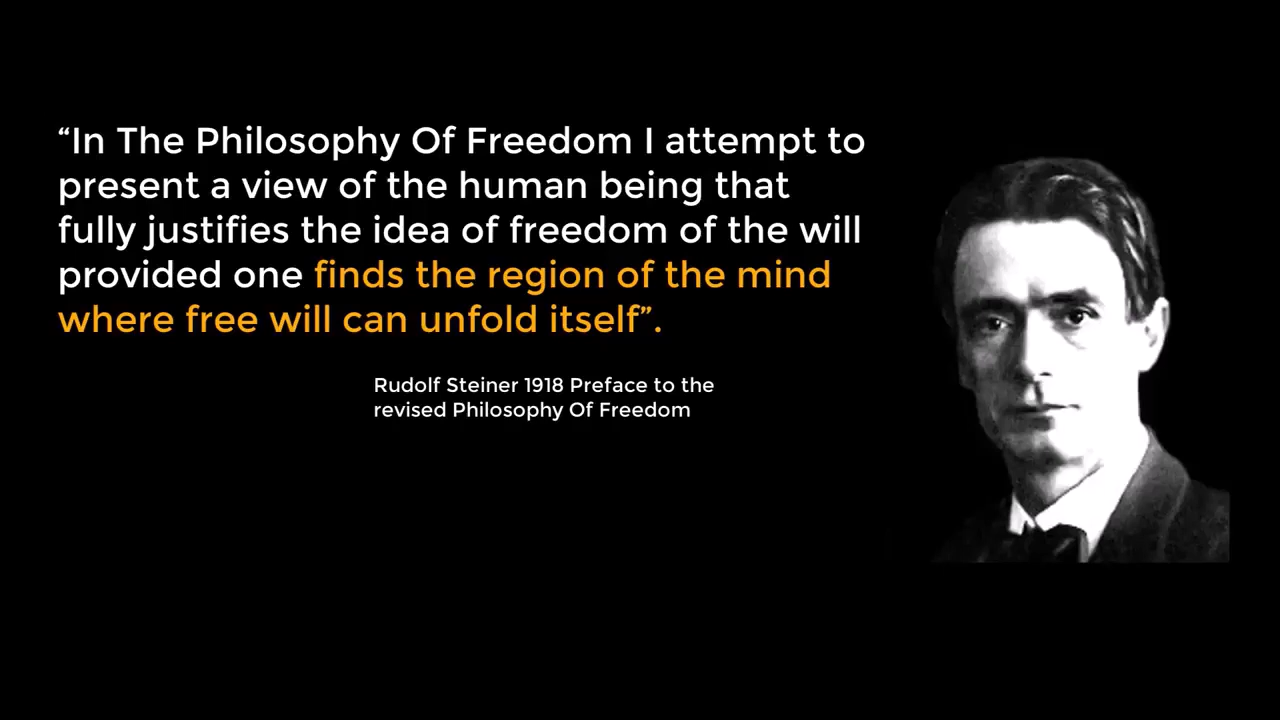 “In The Philosophy Of Freedom I attempt to
present a view of the human being that
fully justifies the idea of freedom of the will
provided one finds the region of the mind
where free will can unfold itself”.
Rudolf Steiner 1918 Preface to the
revised Philosophy Of Freedom